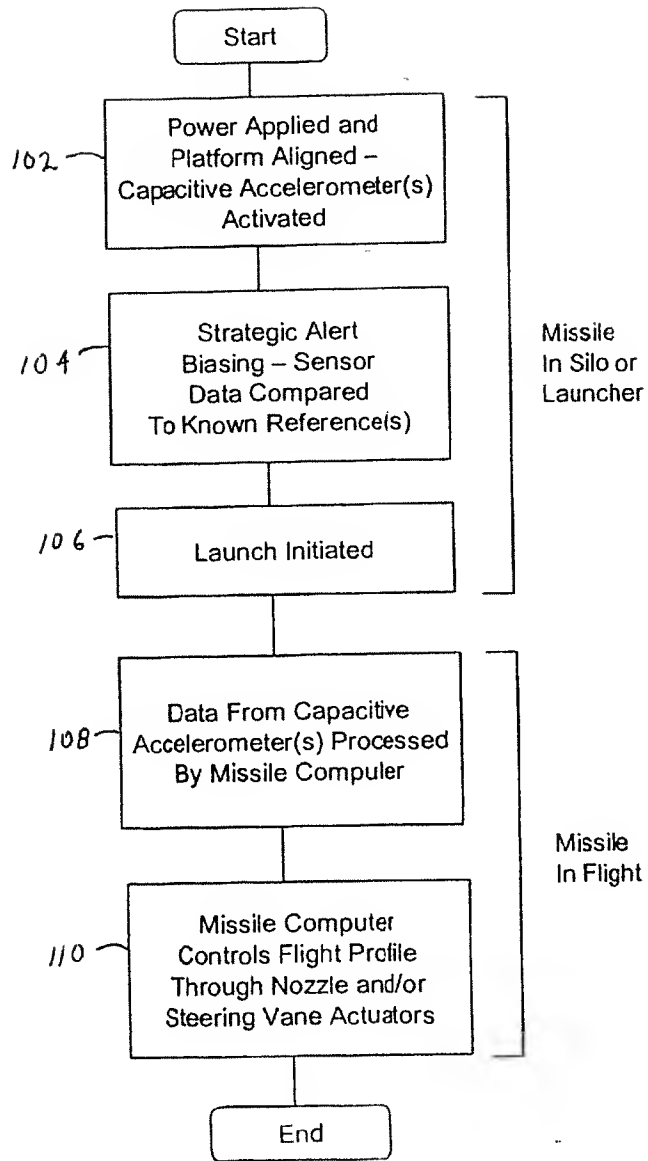 Start
102
Power Applied and
Platform Aligned –
Capacitive Accelerometer(s)
Activated
104
Strategic Alert
Biasing – Sensor
Data Compared
To Known Reference(s)
Missile
In Silo or
Launcher
106
Launch Initiated
108
Data From Capacitive
Accelerometer(s) Processed
By Missile Computer
Missile
In Flight
110
Missile Computer
Controls Flight Profile
Through Nozzle and/or
Steering Vane Actuators
End